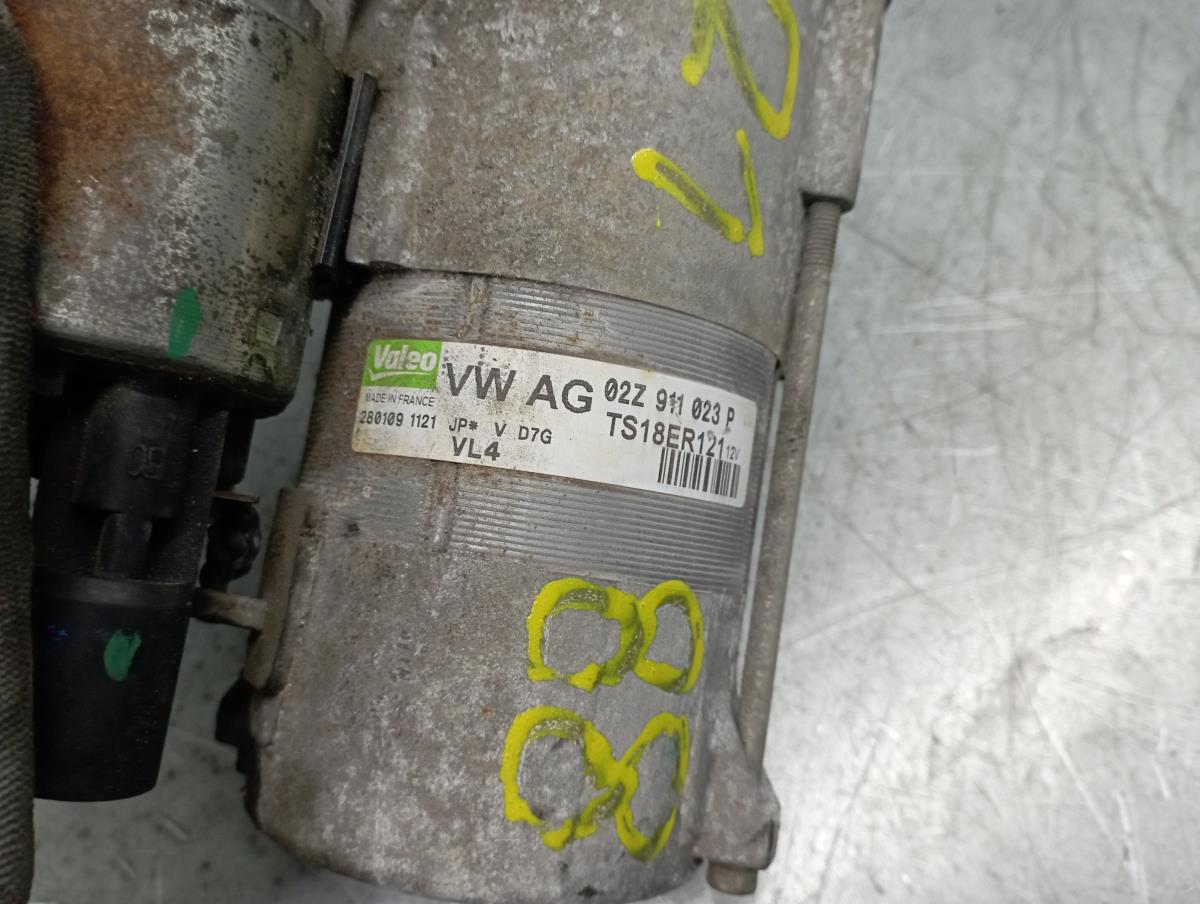 Valeo
MADE IN FRANCE
280109 1121
VW AG
JP* V D7G
VL4
02Z 911 023 P
TS18ER121 12V
88